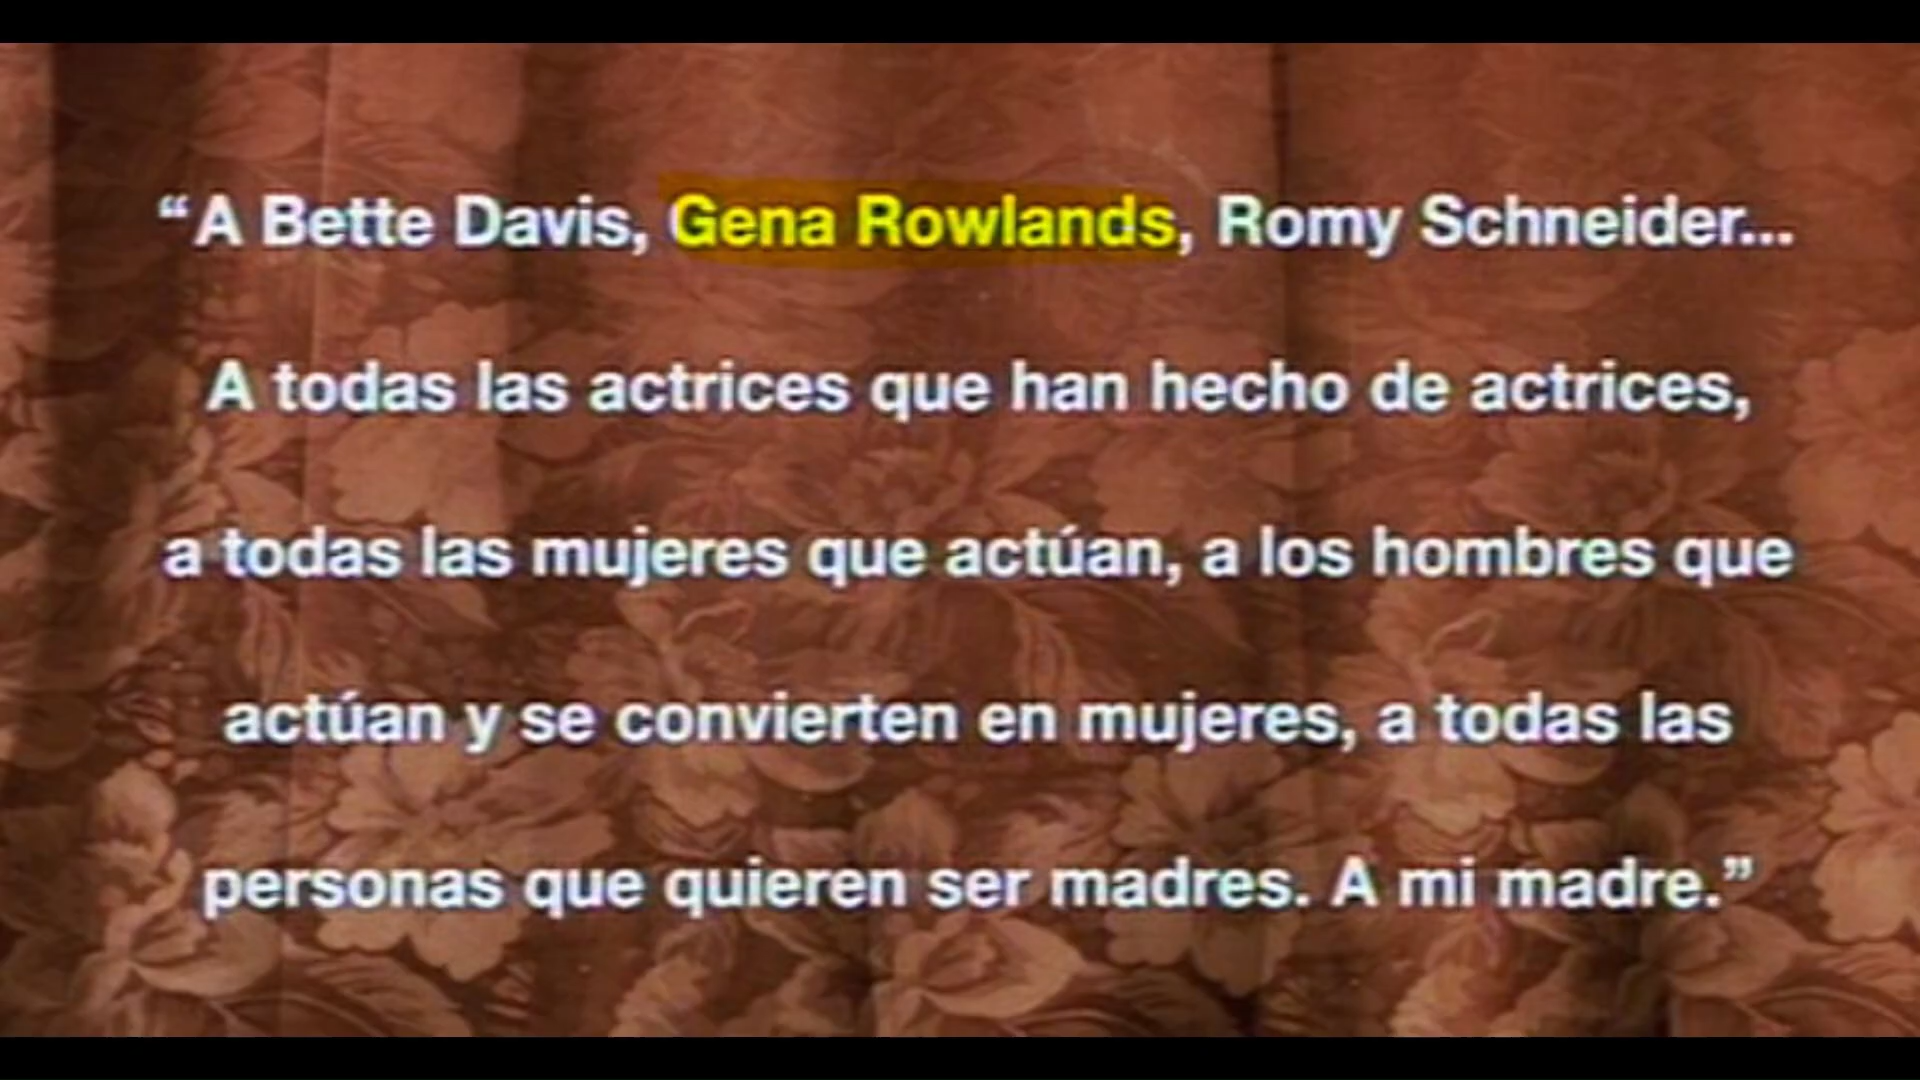 “A Bette Davis, Gena Rowlands, Romy Schneider...
A todas las actrices que han hecho de actrices,
a todas las mujeres que actúan, a los hombres que
actúan y se convierten en mujeres, a todas las
personas que quieren ser madres. A mi madre.”